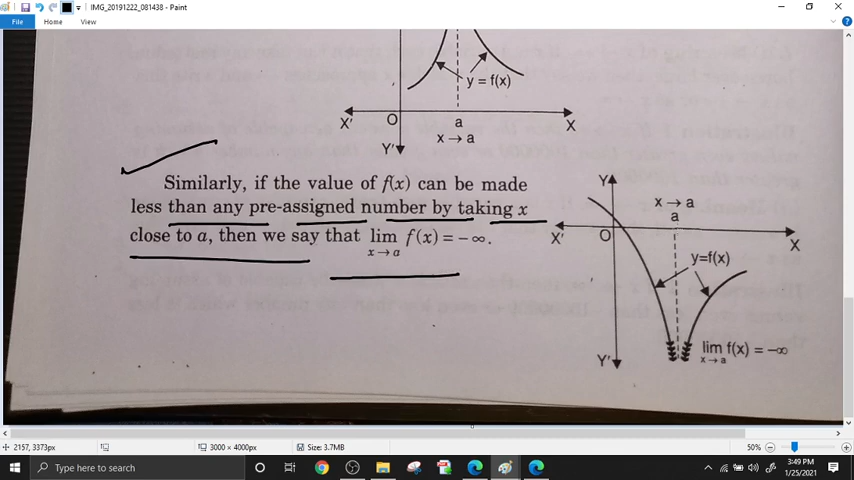 IMG_20191222_081438 - Paint
File Home View
y = f(x)
X' O a X
x → a
Y'
Similarly, if the value of f(x) can be made
less than any pre-assigned number by taking x
close to a, then we say that lim f(x) = −∞.
x → a
Y
x → a
a
X' O X
y=f(x)
lim f(x) = −∞
x → a
Y'
2157, 3373px 3000 × 4000px Size: 3.7MB 50%
Type here to search
3:49 PM
1/25/2021